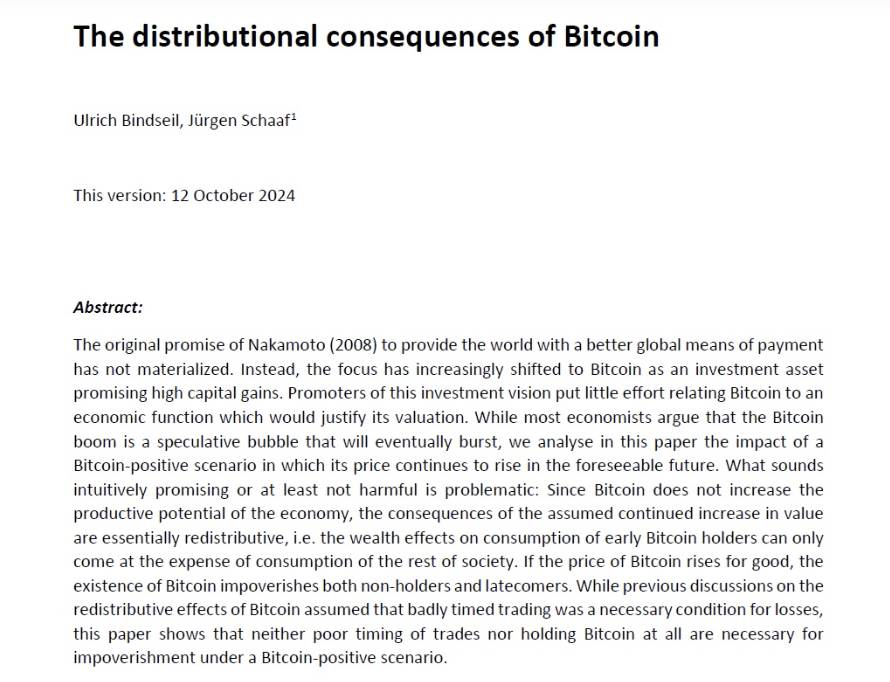 The distributional consequences of Bitcoin
Ulrich Bindseil, Jürgen Schaaf¹
This version: 12 October 2024
Abstract:
The original promise of Nakamoto (2008) to provide the world with a better global means of payment
has not materialized. Instead, the focus has increasingly shifted to Bitcoin as an investment asset
promising high capital gains. Promoters of this investment vision put little effort relating Bitcoin to an
economic function which would justify its valuation. While most economists argue that the Bitcoin
boom is a speculative bubble that will eventually burst, we analyse in this paper the impact of a
Bitcoin-positive scenario in which its price continues to rise in the foreseeable future. What sounds
intuitively promising or at least not harmful is problematic: Since Bitcoin does not increase the
productive potential of the economy, the consequences of the assumed continued increase in value
are essentially redistributive, i.e. the wealth effects on consumption of early Bitcoin holders can only
come at the expense of consumption of the rest of society. If the price of Bitcoin rises for good, the
existence of Bitcoin impoverishes both non-holders and latecomers. While previous discussions on the
redistributive effects of Bitcoin assumed that badly timed trading was a necessary condition for losses,
this paper shows that neither poor timing of trades nor holding Bitcoin at all are necessary for
impoverishment under a Bitcoin-positive scenario.